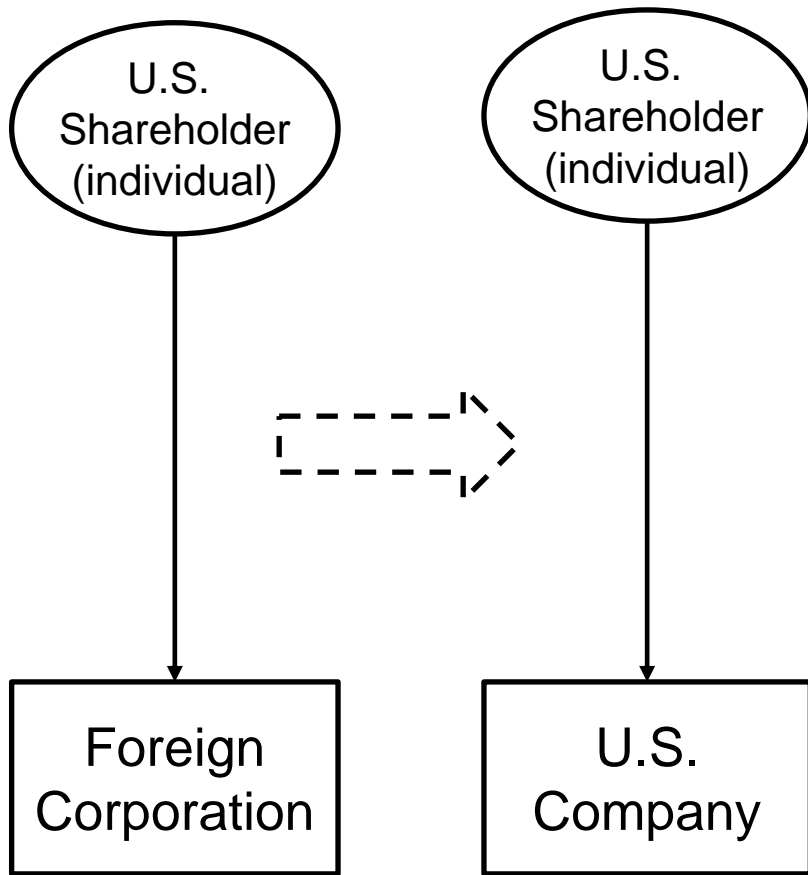 U.S.
Shareholder
(individual)
U.S.
Shareholder
(individual)
Foreign
Corporation
U.S.
Company